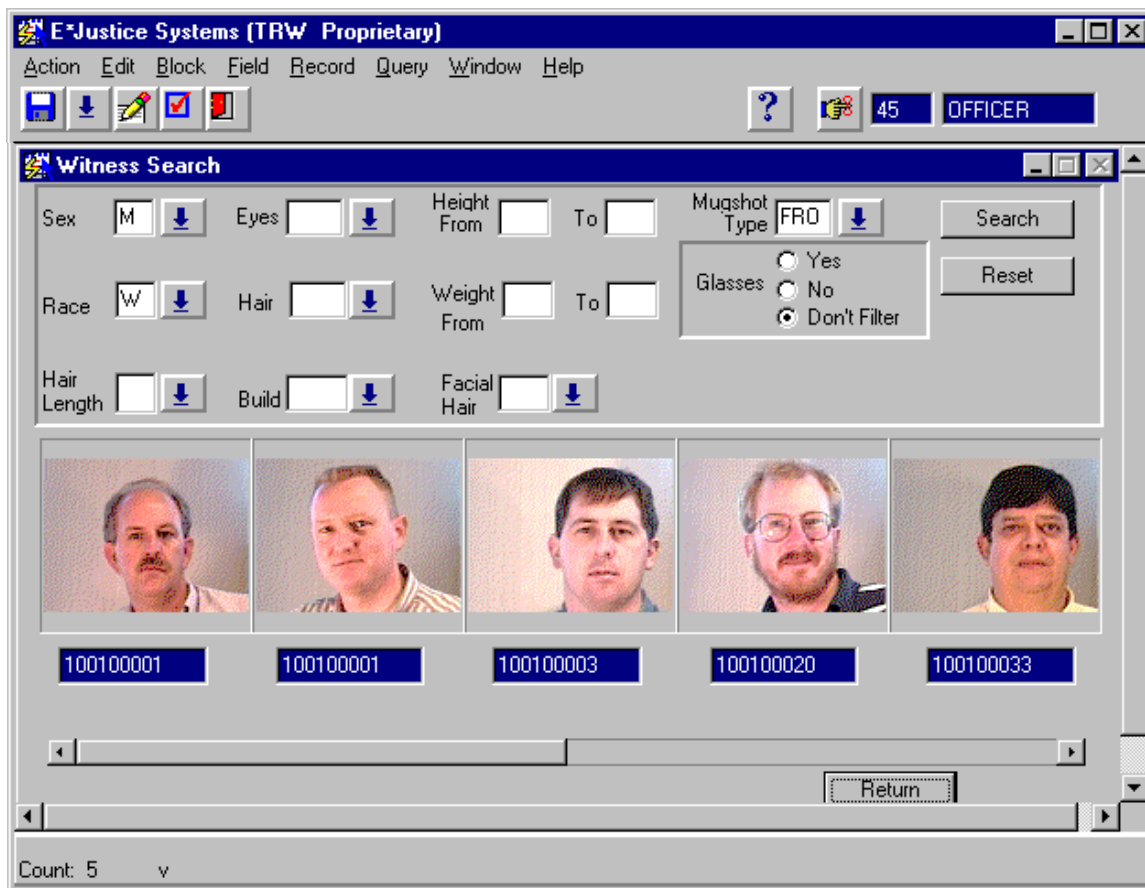 E*Justice Systems (TRW Proprietary)
Action Edit Block Field Record Query Window Help
? 45 OFFICER
Witness Search
Sex M Eyes Height From To Mugshot Type FRO Search
Glasses Yes
No
Don't Filter
Reset
Race W Hair Weight From To
Hair Length Build Facial Hair
100100001 100100001 100100003 100100020 100100033
Return
Count: 5 v